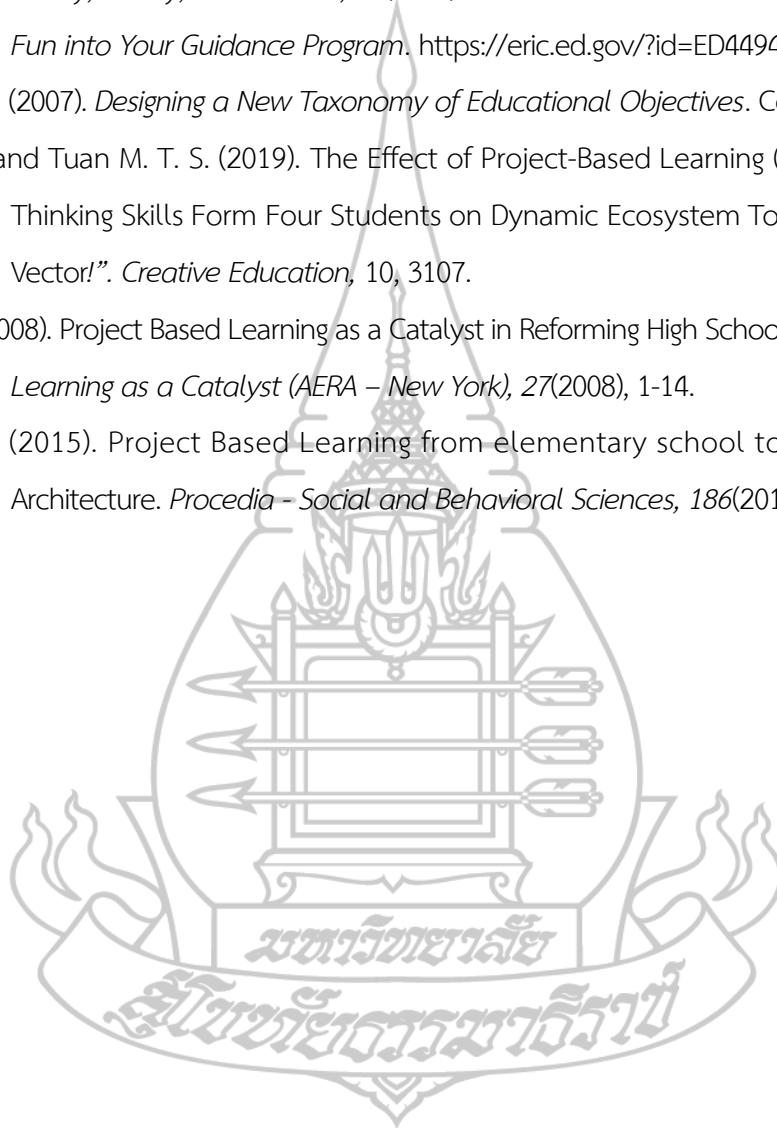 Fun into Your Guidance Program. https://eric.ed.gov/?id=ED4494
(2007). Designing a New Taxonomy of Educational Objectives.
and Tuan M. T. S. (2019). The Effect of Project-Based Learning (
Thinking Skills Form Four Students on Dynamic Ecosystem
Vector!". Creative Education, 10, 3107.
008). Project Based Learning as a Catalyst in Reforming High
Learning as a Catalyst (AERA – New York), 27(2008), 1-14.
(2015). Project Based Learning from elementary school to
Architecture. Procedia - Social and Behavioral Sciences, 186(201
มหาวิทยาลัย
สุโขทัยธรรมาธิราช